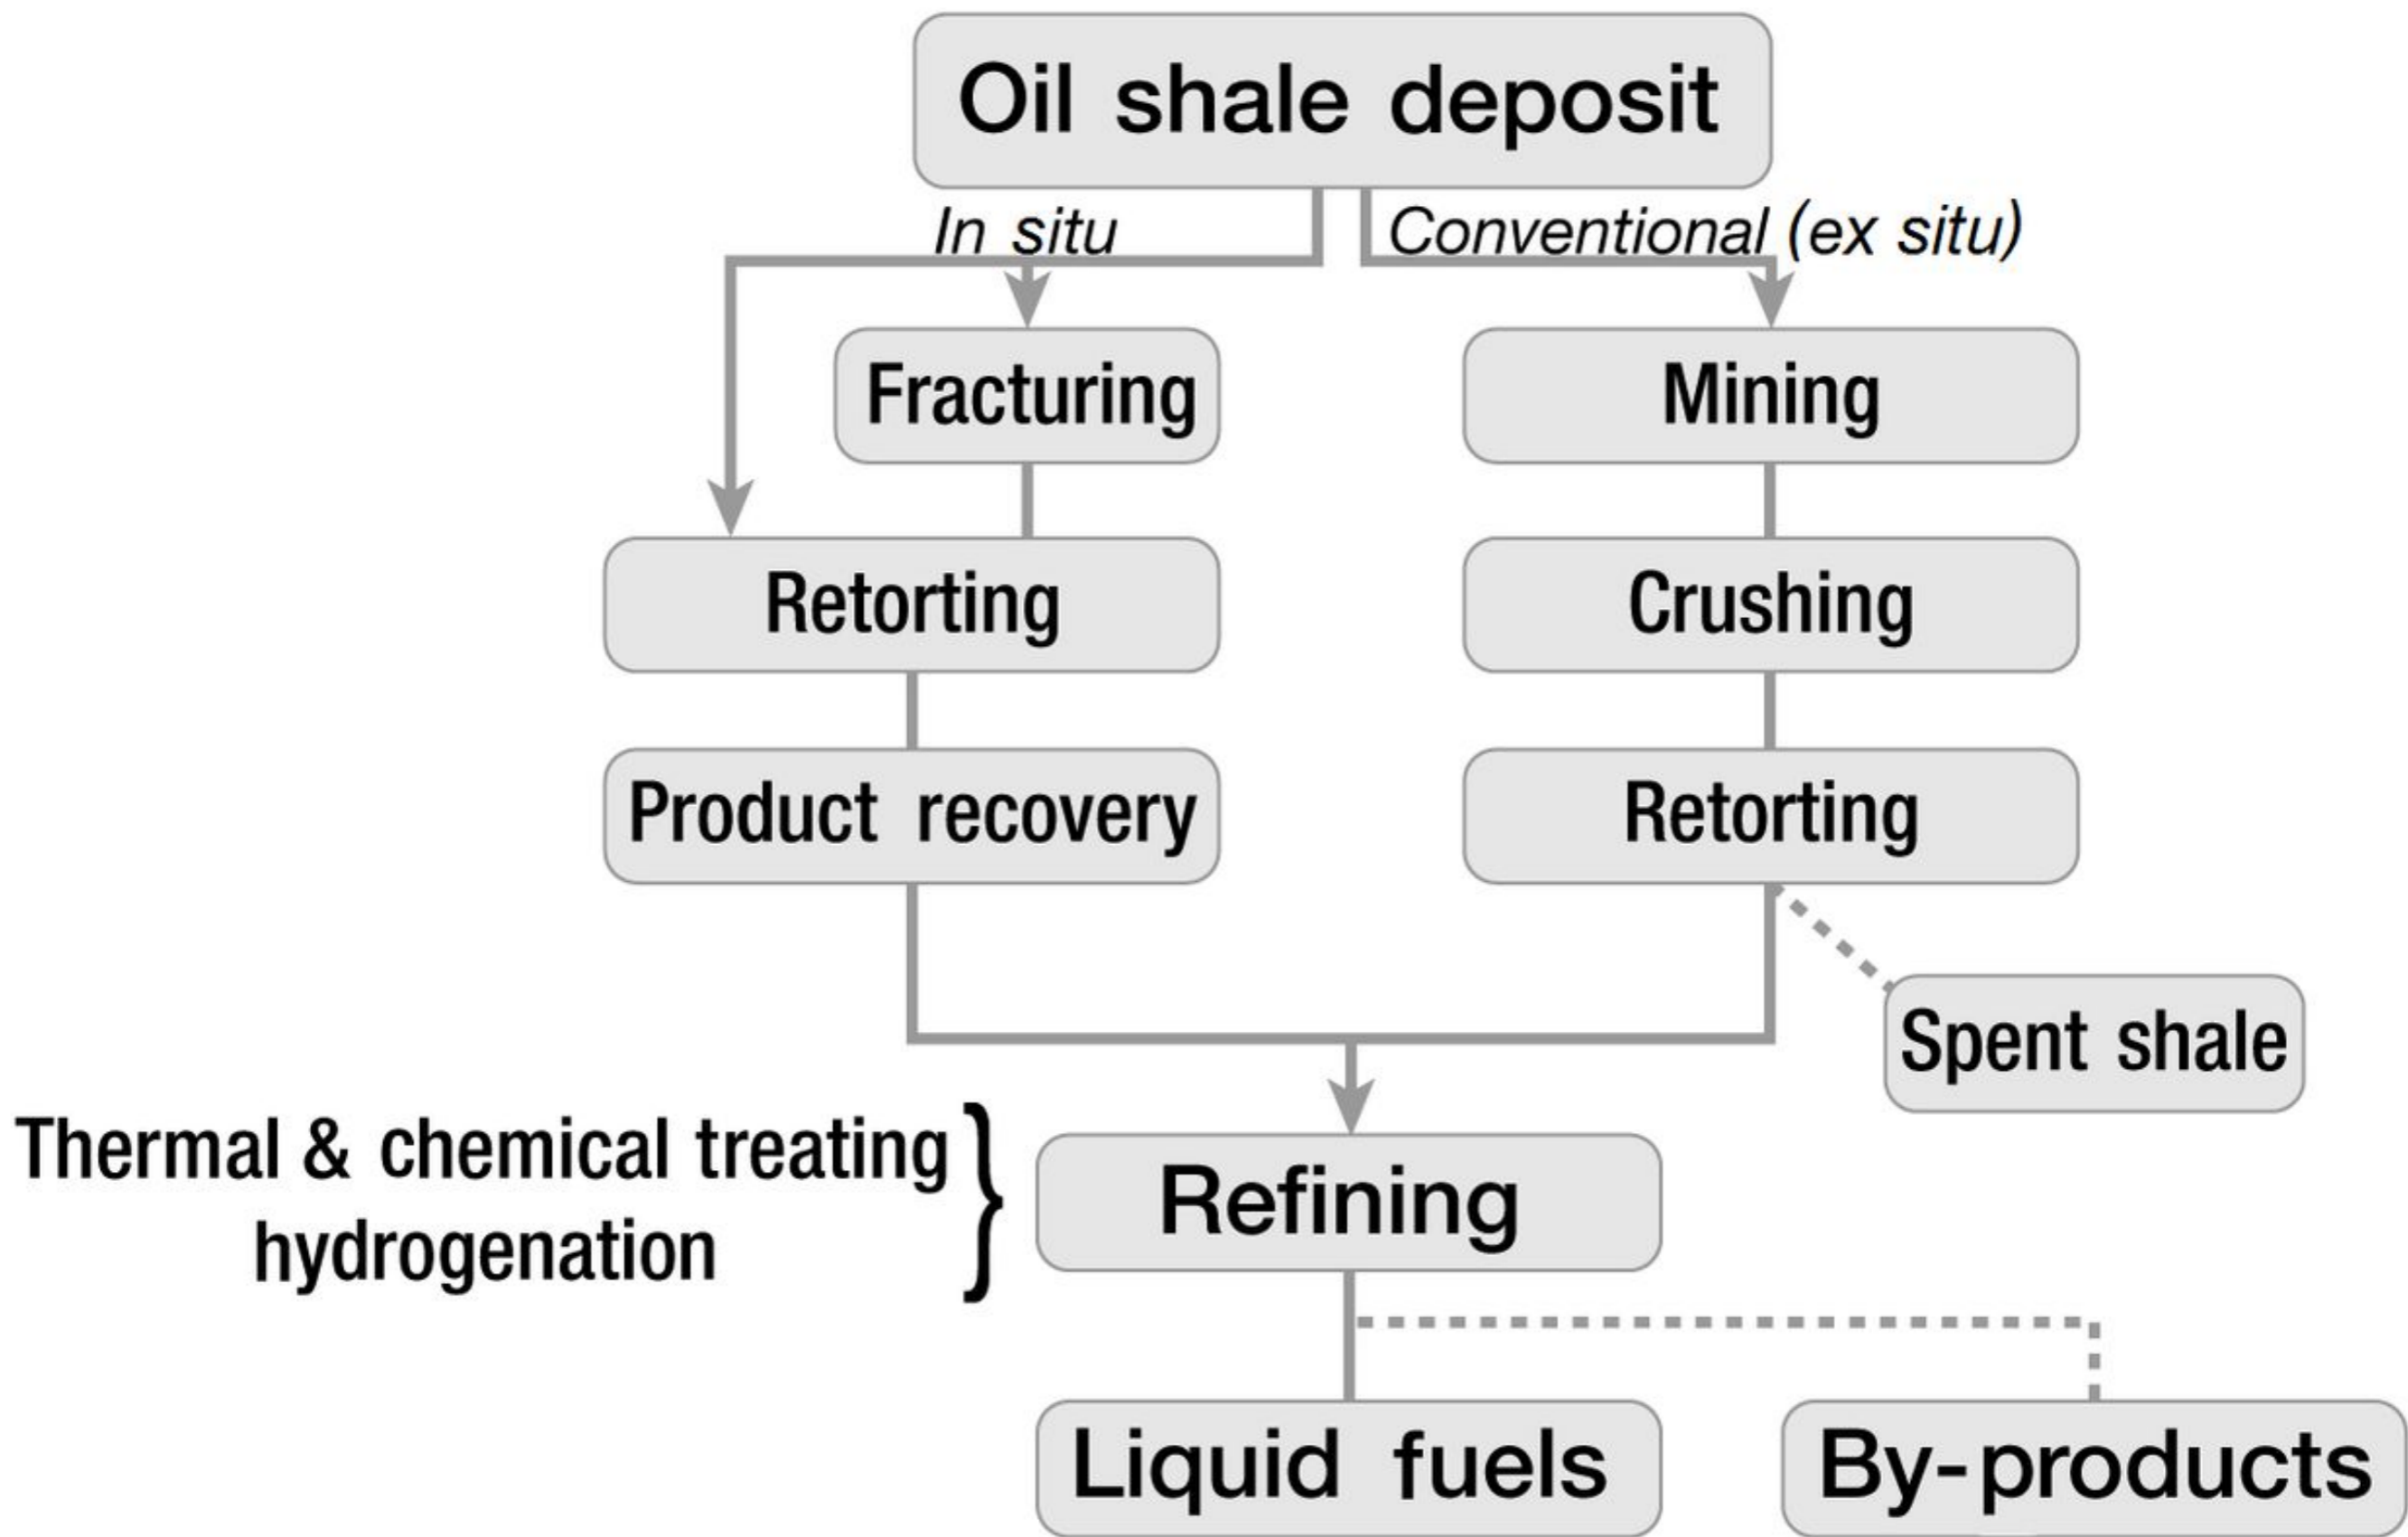 Oil shale deposit
In situ
Conventional (ex situ)
Fracturing
Mining
Retorting
Crushing
Product recovery
Retorting
Spent shale
Thermal & chemical treating
hydrogenation
}
Refining
Liquid fuels
By-products